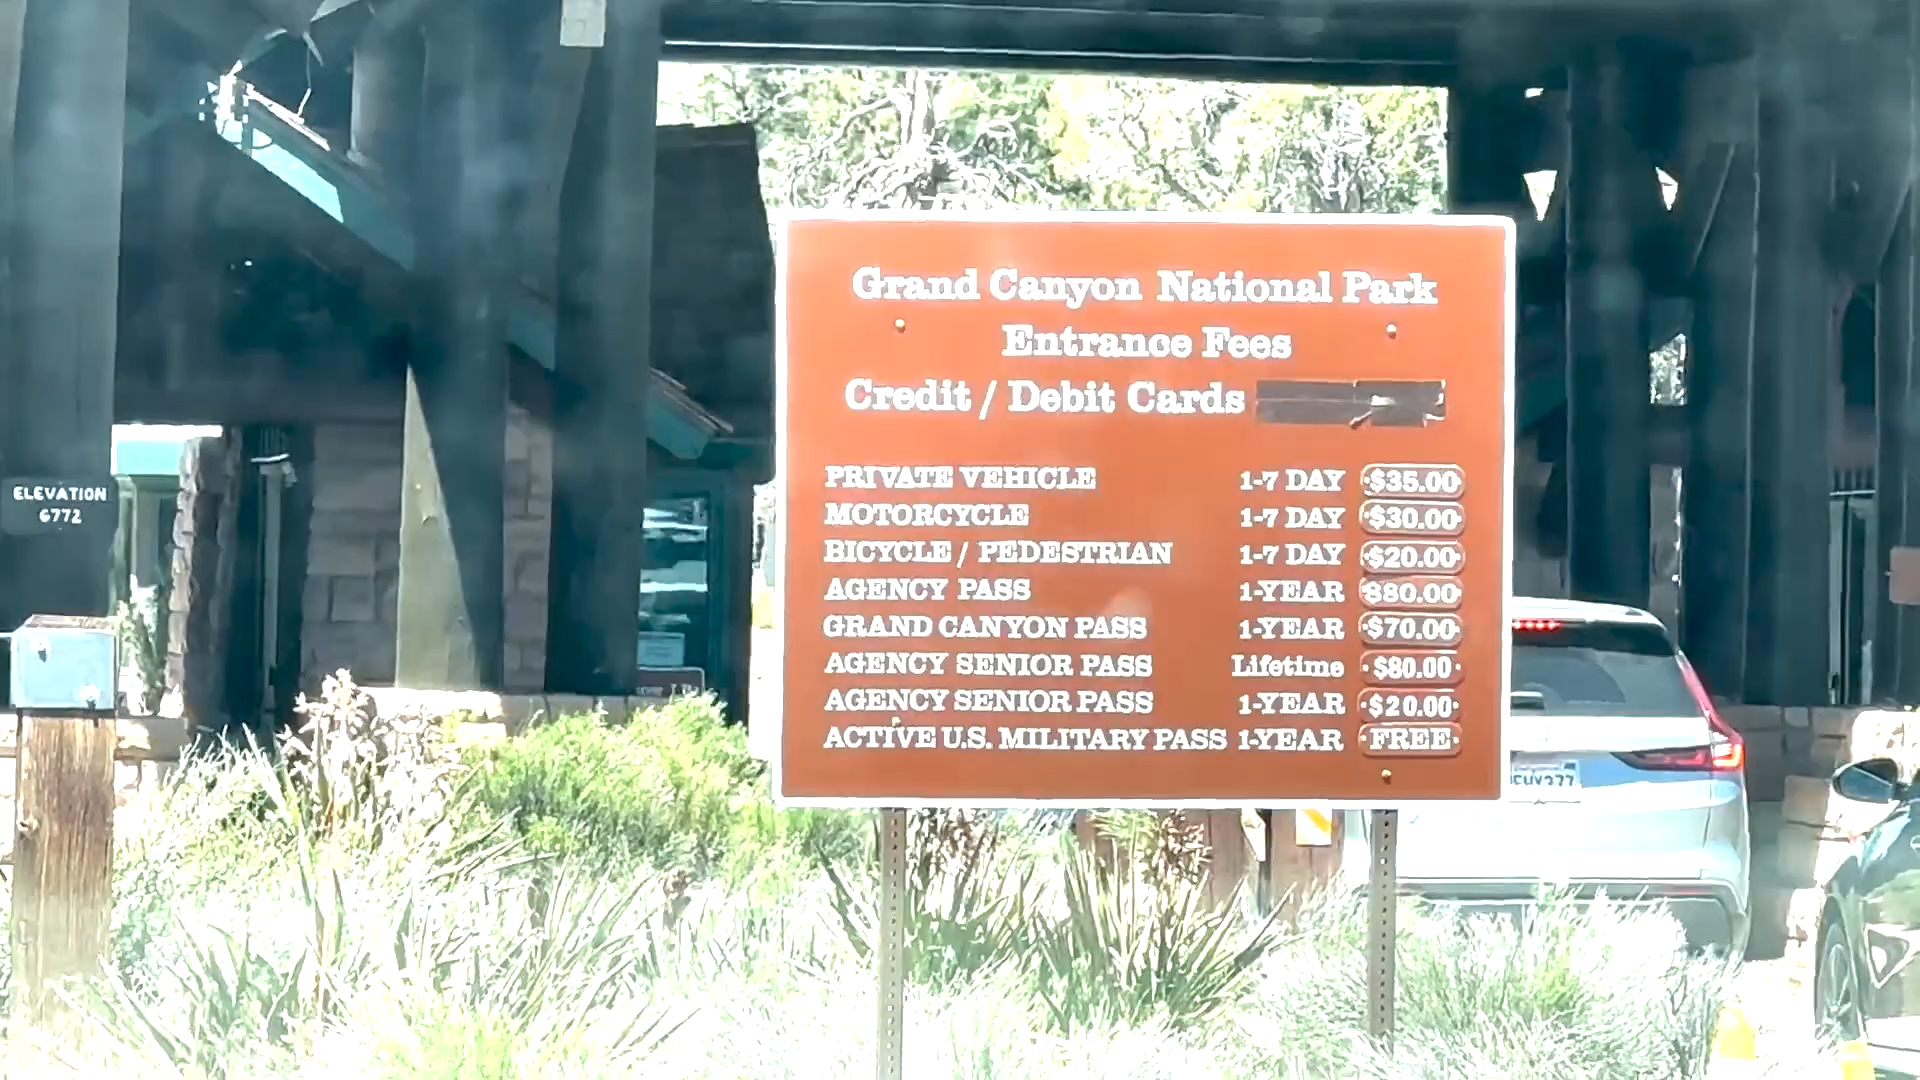 Grand Canyon National Park
Entrance Fees
Credit / Debit Cards
PRIVATE VEHICLE 1-7 DAY $35.00
MOTORCYCLE 1-7 DAY $30.00
BICYCLE / PEDESTRIAN 1-7 DAY $20.00
AGENCY PASS 1-YEAR $80.00
GRAND CANYON PASS 1-YEAR $70.00
AGENCY SENIOR PASS Lifetime $80.00
AGENCY SENIOR PASS 1-YEAR $20.00
ACTIVE U.S. MILITARY PASS 1-YEAR FREE
ELEVATION
6772